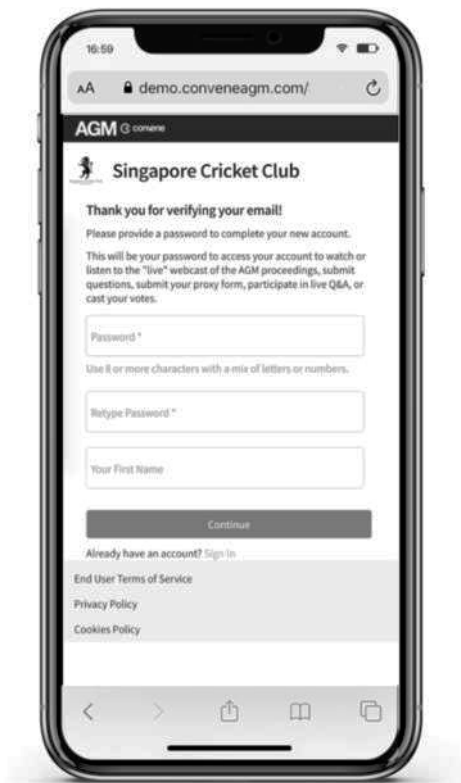 16:59
AA demo.conveneagm.com/
AGM convene
Singapore Cricket Club
Thank you for verifying your email!
Please provide a password to complete your new account.
This will be your password to access your account to watch or
listen to the "live" webcast of the AGM proceedings, submit
questions, submit your proxy form, participate in live Q&A, or
cast your votes.
Password *
Use 8 or more characters with a mix of letters or numbers.
Retype Password *
Your First Name
Continue
Already have an account? Sign in
End User Terms of Service
Privacy Policy
Cookies Policy